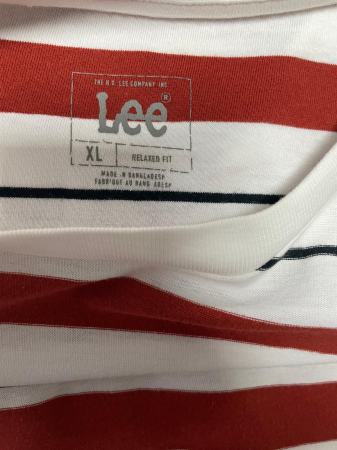 THE H.D. LEE COMPANY, INC.
Lee®
XL RELAXED FIT
MADE IN BANGLADESH
FABRIQUÉ AU BANGLADESH